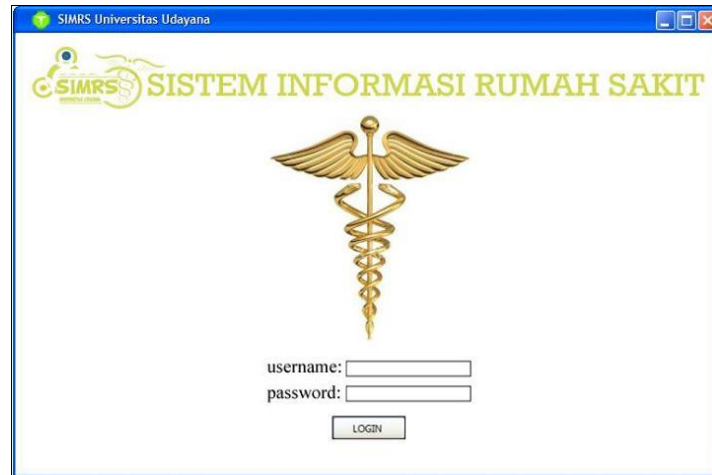 SIMRS Universitas Udayana
SIMRS
SISTEM INFORMASI RUMAH SAKIT
username:
password:
LOGIN